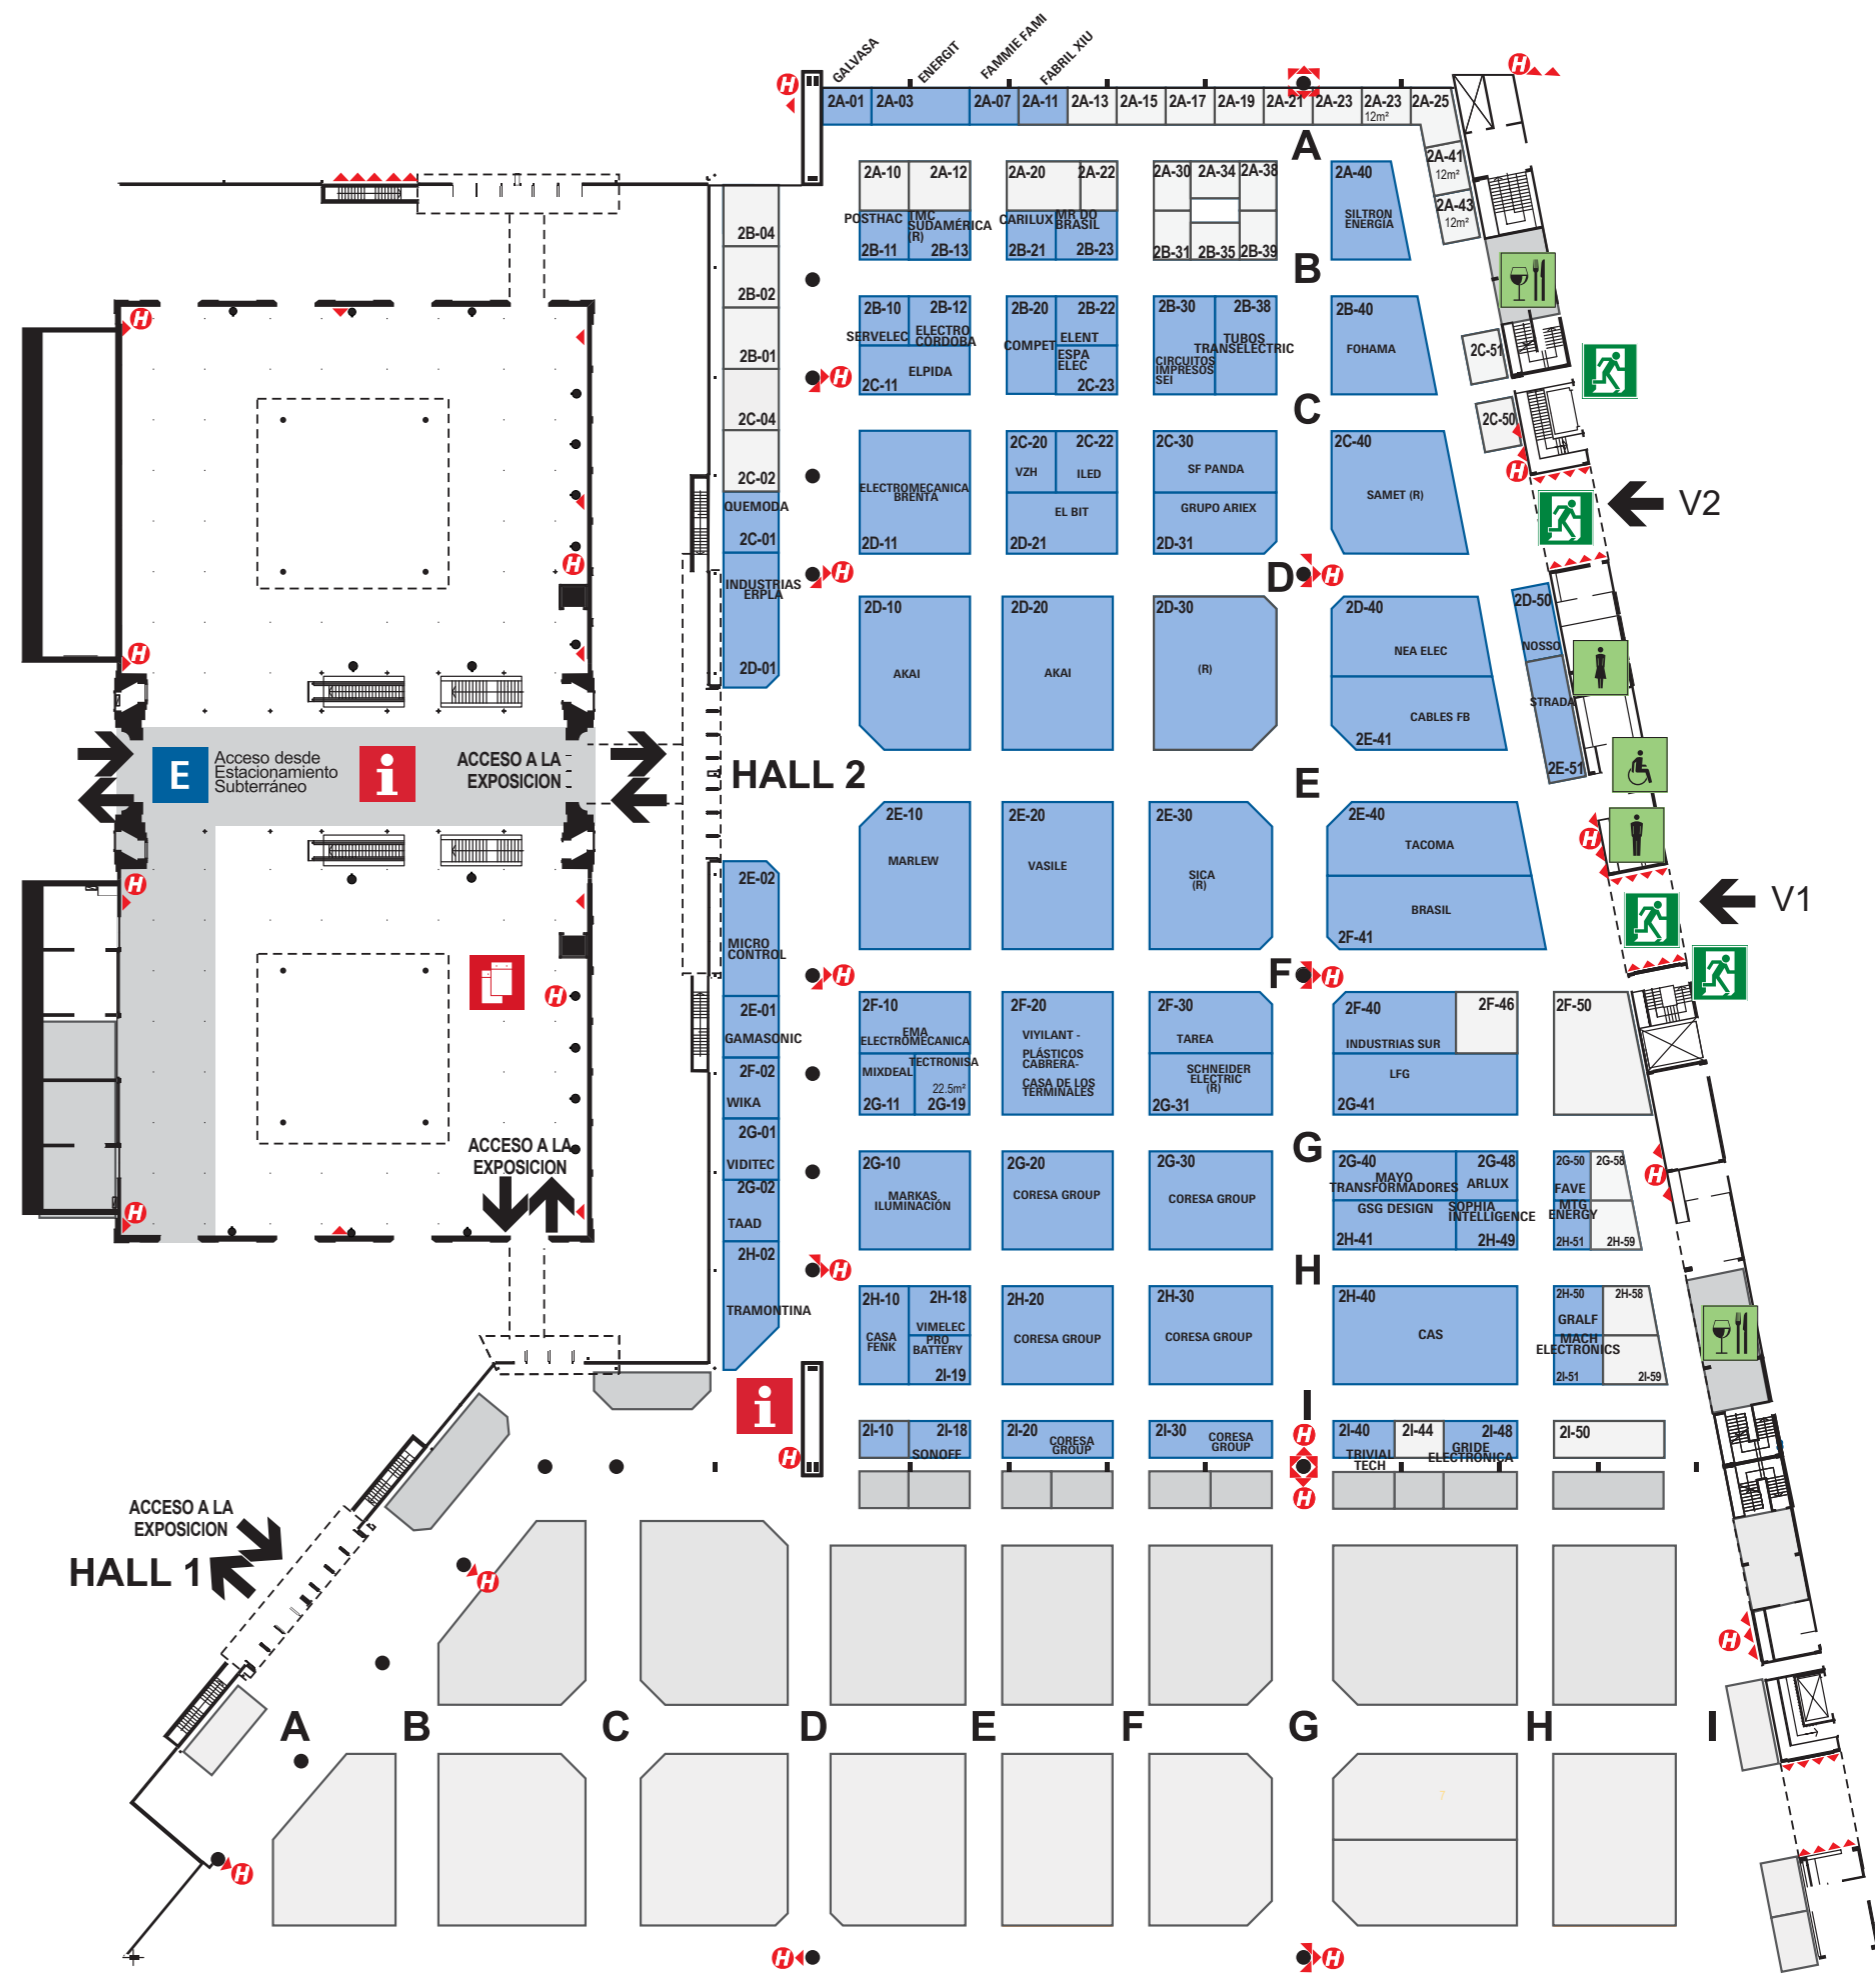 GALVASA
ENERGIT
FAMMIE FAMI
FABRIL XIU
2A-01 2A-03 2A-07 2A-11 2A-13 2A-15 2A-17 2A-19 2A-21 2A-23 2A-23 2A-25
12m²
A
2A-41
12m²
2A-43
12m²
2A-10 2A-12 2A-20 2A-22 2A-30 2A-34 2A-38 2A-40
POSTHAC
TMC
SUDAMÉRICA
(R)
CARILUX
MR DO
BRASIL
SILTRON
ENERGIA
2B-11 2B-13 2B-21 2B-23 2B-31 2B-35 2B-39
2B-04
2B-02
2B-01
2C-04
2C-02
B
2B-10 2B-12 2B-20 2B-22 2B-30 2B-38 2B-40
SERVELEC
ELECTRO
CORDOBA
COMPET
ELENT
TUBOS
TRANSELECTRIC
FOHAMA
ELPIDA
ESPA
ELEC
CIRCUITOS
IMPRESOS
SEI
2C-11 2C-23
2C-51
2C-50
C
2C-20 2C-22 2C-30 2C-40
VZH
ILED
SF PANDA
SAMET (R)
ELECTROMECANICA
BRENTA
EL BIT
GRUPO ARIEX
2D-11 2D-21 2D-31
V2
QUEMODA
2C-01
INDUSTRIAS
ERPLA
2D-01
D
2D-10 2D-20 2D-30 2D-40 2D-50
AKAI
AKAI
(R)
NEA ELEC
NOSSO
CABLES FB
STRADA
2E-41
2E-51
E
Acceso desde
Estacionamiento
Subterráneo
i
ACCESO A LA
EXPOSICION
HALL 2
E
2E-10 2E-20 2E-30 2E-40
MARLEW
VASILE
SICA
(R)
TACOMA
BRASIL
2F-41
V1
2E-02
MICRO
CONTROL
2E-01
GAMASONIC
2F-02
WIKA
2G-01
VIDITEC
2G-02
TAAD
2H-02
TRAMONTINA
F
2F-10 2F-20 2F-30 2F-40 2F-46 2F-50
EMA
ELECTROMECANICA
VIYILANT -
PLÁSTICOS
CABRERA-
CASA DE LOS
TERMINALES
TAREA
INDUSTRIAS SUR
MIXDEAL
TECTRONISA
22.5m²
SCHNEIDER
ELECTRIC
(R)
LFG
2G-11 2G-19 2G-31 2G-41
ACCESO A LA
EXPOSICION
G
2G-10 2G-20 2G-30 2G-40 2G-48 2G-50 2G-58
MARKAS
ILUMINACIÓN
CORESA GROUP
CORESA GROUP
MAYO
TRANSFORMADORES
ARLUX
FAVE
GSG DESIGN
SOPHIA
INTELLIGENCE
MTG
ENERGY
2H-41 2H-49 2H-51 2H-59
H
2H-10 2H-18 2H-20 2H-30 2H-40 2H-50 2H-58
CASA
FENK
VIMELEC
PRO
BATTERY
CORESA GROUP
CORESA GROUP
CAS
GRALF
MACH
ELECTRONICS
2I-19 2I-51 2I-59
i
I
2I-10 2I-18 2I-20 2I-30 2I-40 2I-44 2I-48 2I-50
SONOFF
CORESA
GROUP
CORESA
GROUP
TRIVIAL
TECH
GRIDE
ELECTRONICA
ACCESO A LA
EXPOSICION
HALL 1
A B C D E F G H I
7